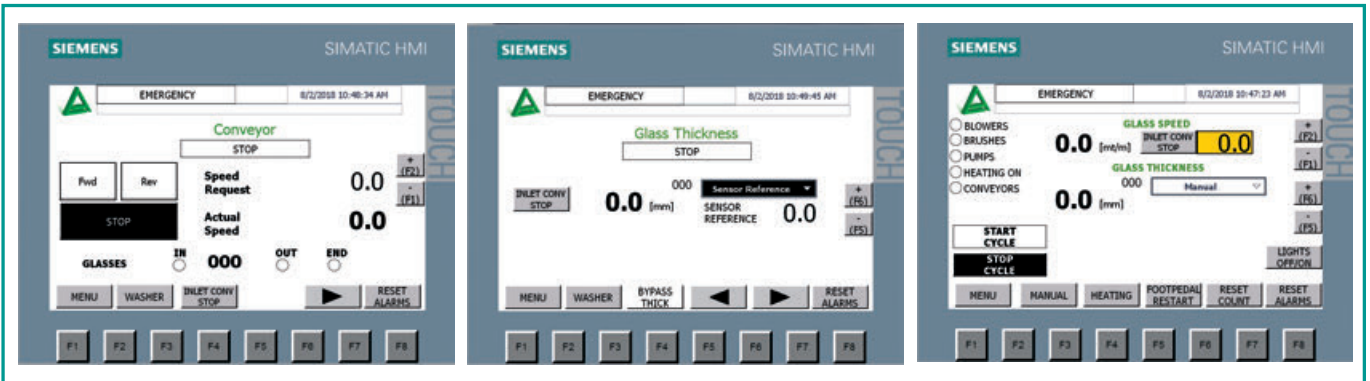 SIEMENS SIMATIC HMI
TOUCH
EMERGENCY 8/2/2018 10:48:34 AM
Conveyor
STOP
+ (F2)
- (F1)
Fwd Rev
Speed Request 0.0
STOP
Actual Speed 0.0
GLASSES IN 000 OUT END
MENU WASHER INLET CONV STOP RESET ALARMS
F1 F2 F3 F4 F5 F6 F7 F8
SIEMENS SIMATIC HMI
TOUCH
EMERGENCY 8/2/2018 10:49:45 AM
Glass Thickness
STOP
INLET CONV STOP 0.0 [mm] 000 Sensor Reference
SENSOR REFERENCE 0.0
+ (F6)
- (F5)
MENU WASHER BYPASS THICK RESET ALARMS
F1 F2 F3 F4 F5 F6 F7 F8
SIEMENS SIMATIC HMI
EMERGENCY 8/2/2018 10:47:23 AM
BLOWERS
BRUSHES
PUMPS
HEATING ON
CONVEYORS
GLASS SPEED
0.0 [mt/m] INLET CONV STOP 0.0
+ (F2)
- (F1)
GLASS THICKNESS
000 Manual
0.0 [mm]
+ (F6)
- (F5)
START CYCLE
STOP CYCLE
LIGHTS OFF/ON
MENU MANUAL HEATING FOOTPEDAL RESTART RESET COUNT RESET ALARMS
F1 F2 F3 F4 F5 F6 F7 F8
TOUCH